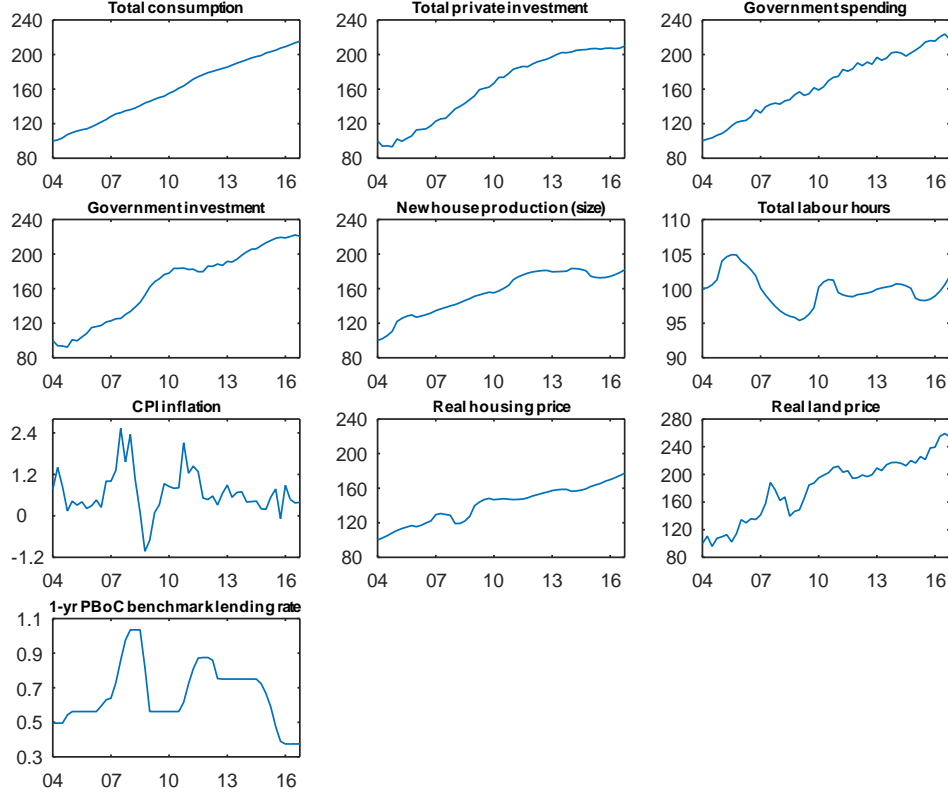 Total consumption
240
200
160
120
80
04 07 10 13 16
Total private investment
240
200
160
120
80
04 07 10 13 16
Government spending
240
200
160
120
80
04 07 10 13 16
Government investment
240
200
160
120
80
04 07 10 13 16
New house production (size)
240
200
160
120
80
04 07 10 13 16
Total labour hours
110
105
100
95
90
04 07 10 13 16
CPI inflation
2.4
1.2
0
-1.2
04 07 10 13 16
Real housing price
240
200
160
120
80
04 07 10 13 16
Real land price
280
240
200
160
120
80
04 07 10 13 16
1-yr PBoC benchmark lending rate
1.1
0.9
0.7
0.5
0.3
04 07 10 13 16